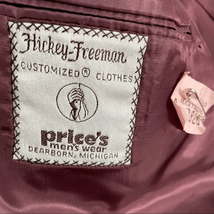 Hickey-Freeman
CUSTOMIZED® CLOTHES
price's
men's wear
DEARBORN, MICHIGAN